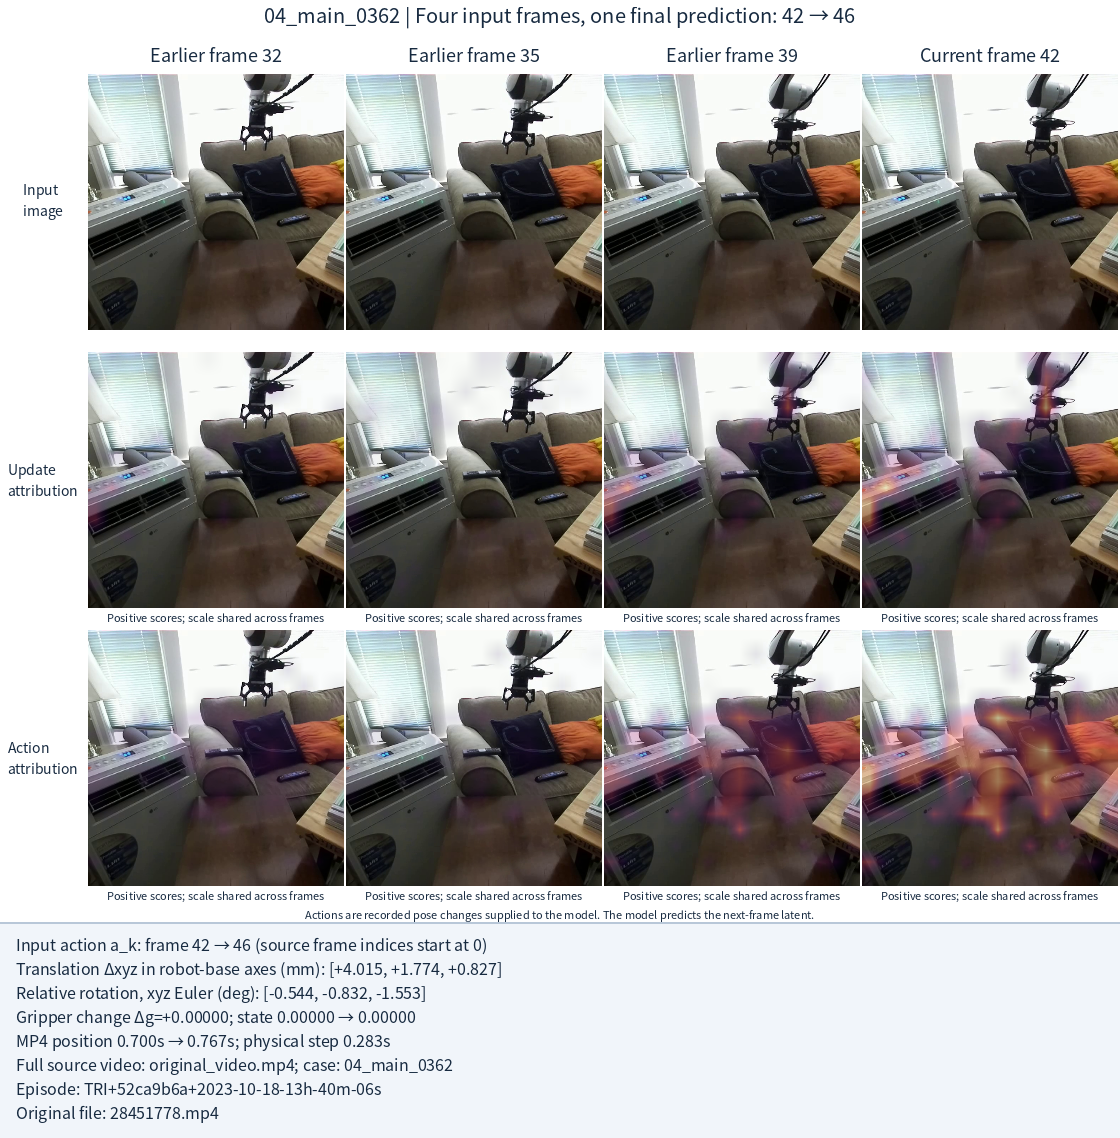 04_main_0362 | Four input frames, one final prediction: 42 → 46
Earlier frame 32
Earlier frame 35
Earlier frame 39
Current frame 42
Input
image
Update
attribution
Positive scores; scale shared across frames
Positive scores; scale shared across frames
Positive scores; scale shared across frames
Positive scores; scale shared across frames
Action
attribution
Positive scores; scale shared across frames
Positive scores; scale shared across frames
Positive scores; scale shared across frames
Positive scores; scale shared across frames
Actions are recorded pose changes supplied to the model. The model predicts the next-frame latent.
Input action a_k: frame 42 → 46 (source frame indices start at 0)
Translation Δxyz in robot-base axes (mm): [+4.015, +1.774, +0.827]
Relative rotation, xyz Euler (deg): [-0.544, -0.832, -1.553]
Gripper change Δg=+0.00000; state 0.00000 → 0.00000
MP4 position 0.700s → 0.767s; physical step 0.283s
Full source video: original_video.mp4; case: 04_main_0362
Episode: TRI+52ca9b6a+2023-10-18-13h-40m-06s
Original file: 28451778.mp4